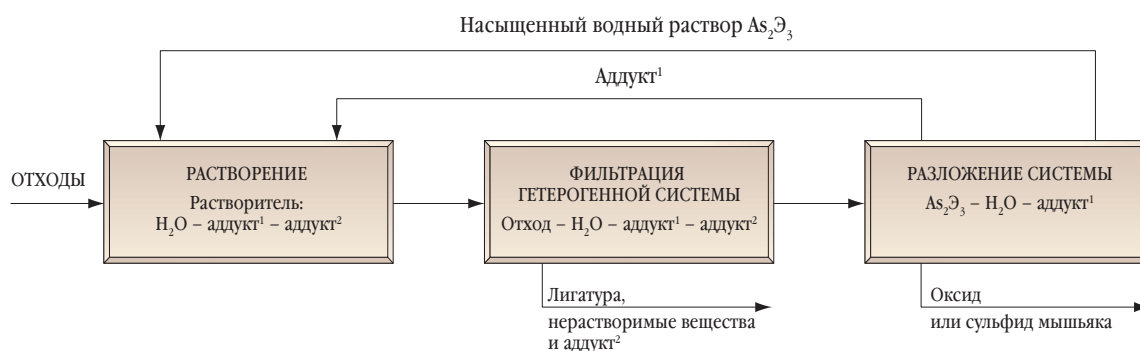 Насыщенный водный раствор As₂Э₃
Аддукт¹
ОТХОДЫ
РАСТВОРЕНИЕ
Растворитель:
H₂O – аддукт¹ – аддукт²
ФИЛЬТРАЦИЯ
ГЕТЕРОГЕННОЙ СИСТЕМЫ
Отход – H₂O – аддукт¹ – аддукт²
РАЗЛОЖЕНИЕ СИСТЕМЫ
As₂Э₃ – H₂O – аддукт¹
Лигатура,
нерастворимые вещества
и аддукт²
Оксид
или сульфид мышьяка